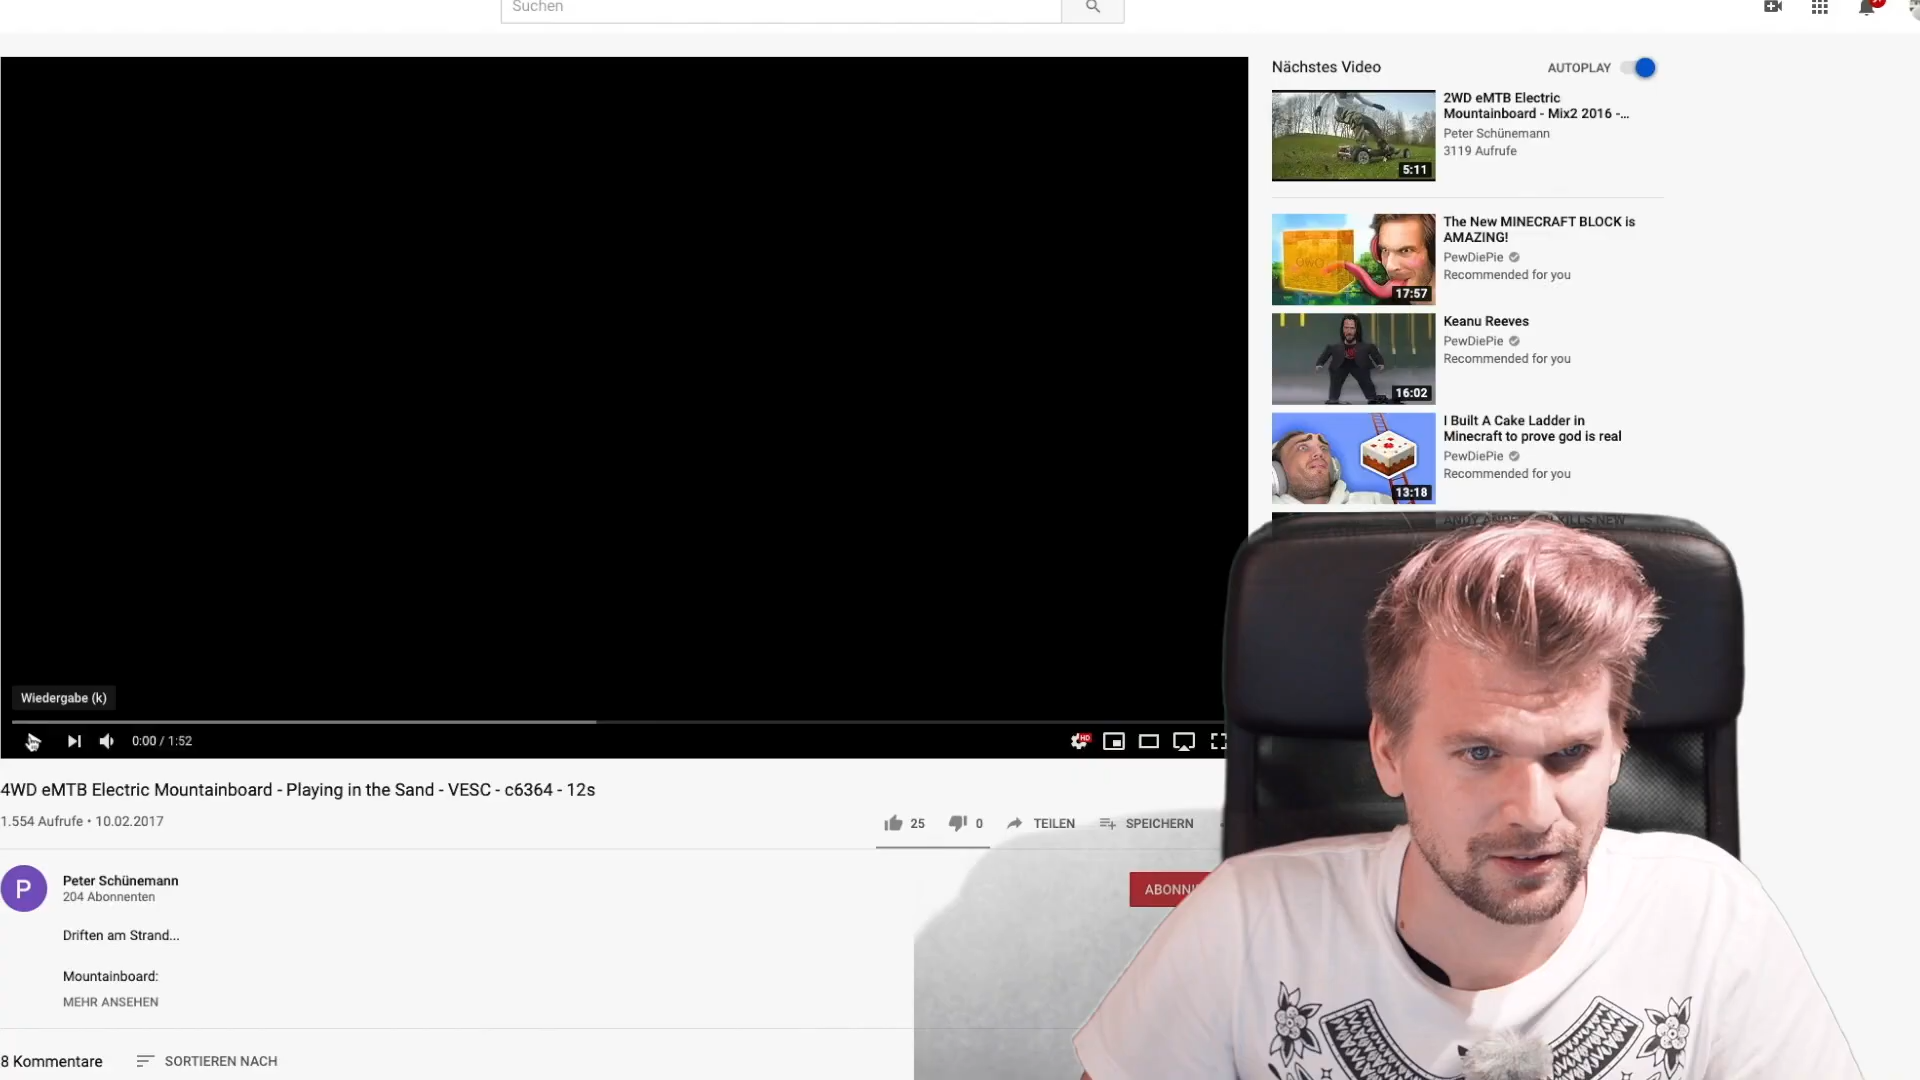 Suchen
Nächstes Video
AUTOPLAY
2WD eMTB Electric
Mountainboard - Mix2 2016 -...
Peter Schünemann
3119 Aufrufe
5:11
The New MINECRAFT BLOCK is
AMAZING!
PewDiePie
Recommended for you
17:57
Keanu Reeves
PewDiePie
Recommended for you
16:02
I Built A Cake Ladder in
Minecraft to prove god is real
PewDiePie
Recommended for you
13:18
Wiedergabe (k)
0:00 / 1:52
HD
4WD eMTB Electric Mountainboard - Playing in the Sand - VESC - c6364 - 12s
1.554 Aufrufe • 10.02.2017
25
0
TEILEN
SPEICHERN
P
Peter Schünemann
204 Abonnenten
ABONNI
Driften am Strand...
Mountainboard:
MEHR ANSEHEN
8 Kommentare
SORTIEREN NACH